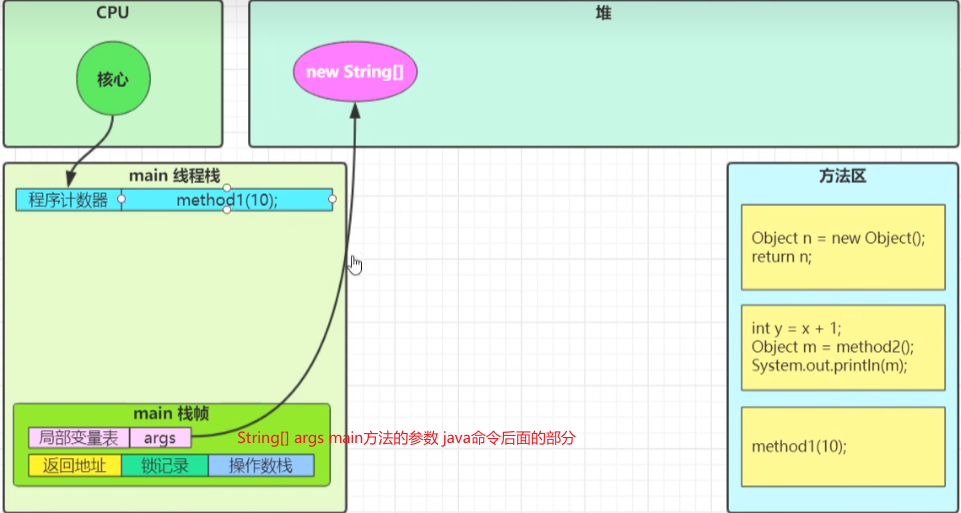 CPU
核心
堆
new String[]
main 线程栈
程序计数器
method1(10);
main 栈帧
局部变量表
args
String[] args main方法的参数 java命令后面的部分
返回地址
锁记录
操作数栈
方法区
Object n = new Object();
return n;
int y = x + 1;
Object m = method2();
System.out.println(m);
method1(10);